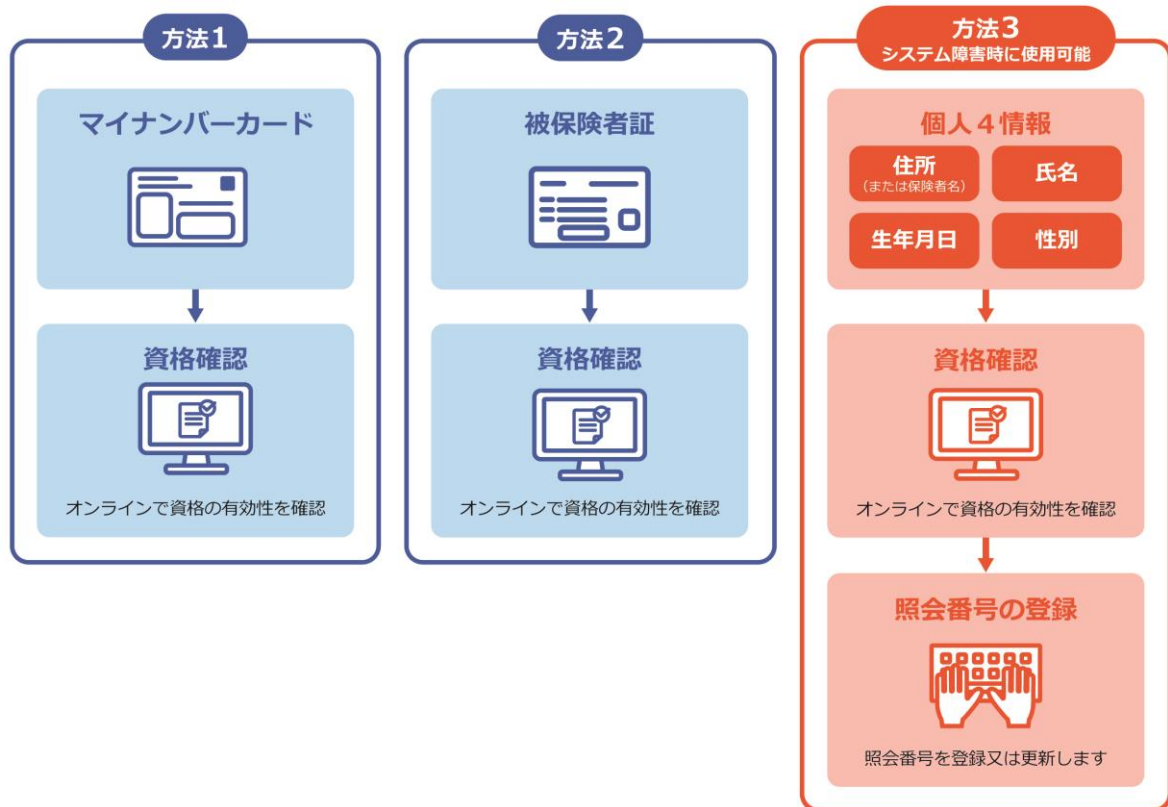 方法1
マイナンバーカード
資格確認
オンラインで資格の有効性を確認
方法2
被保険者証
資格確認
オンラインで資格の有効性を確認
方法3
システム障害時に使用可能
個人4情報
住所
（または保険者名）
氏名
生年月日
性別
資格確認
オンラインで資格の有効性を確認
照会番号の登録
照会番号を登録又は更新します